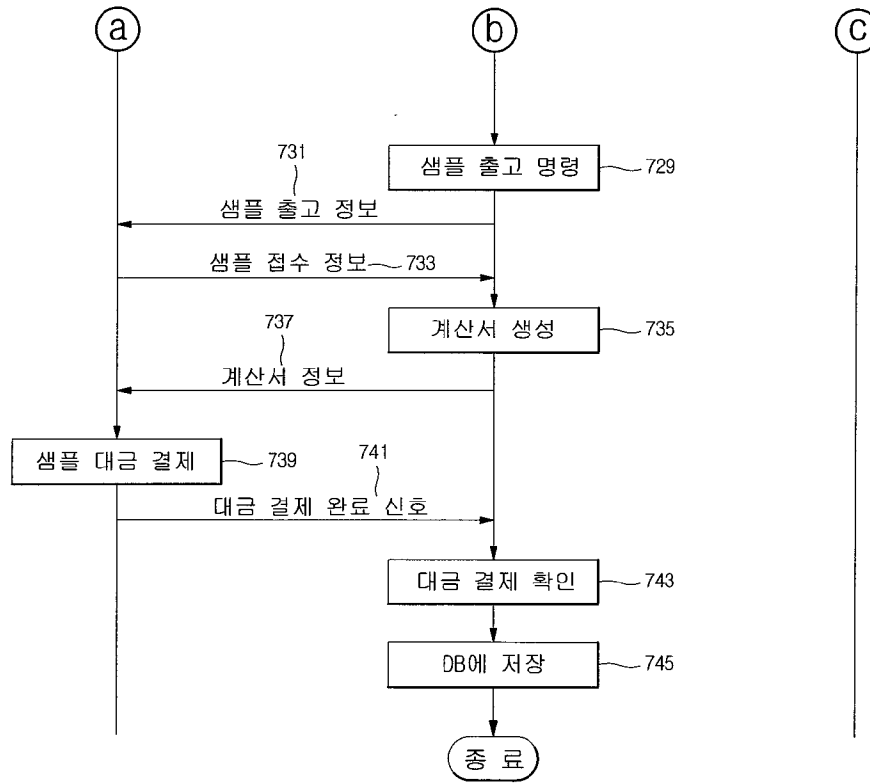 a
b
c
샘플 출고 명령
729
731
샘플 출고 정보
샘플 접수 정보
733
계산서 생성
735
737
계산서 정보
샘플 대금 결제
739
741
대금 결제 완료 신호
대금 결제 확인
743
DB에 저장
745
종 료